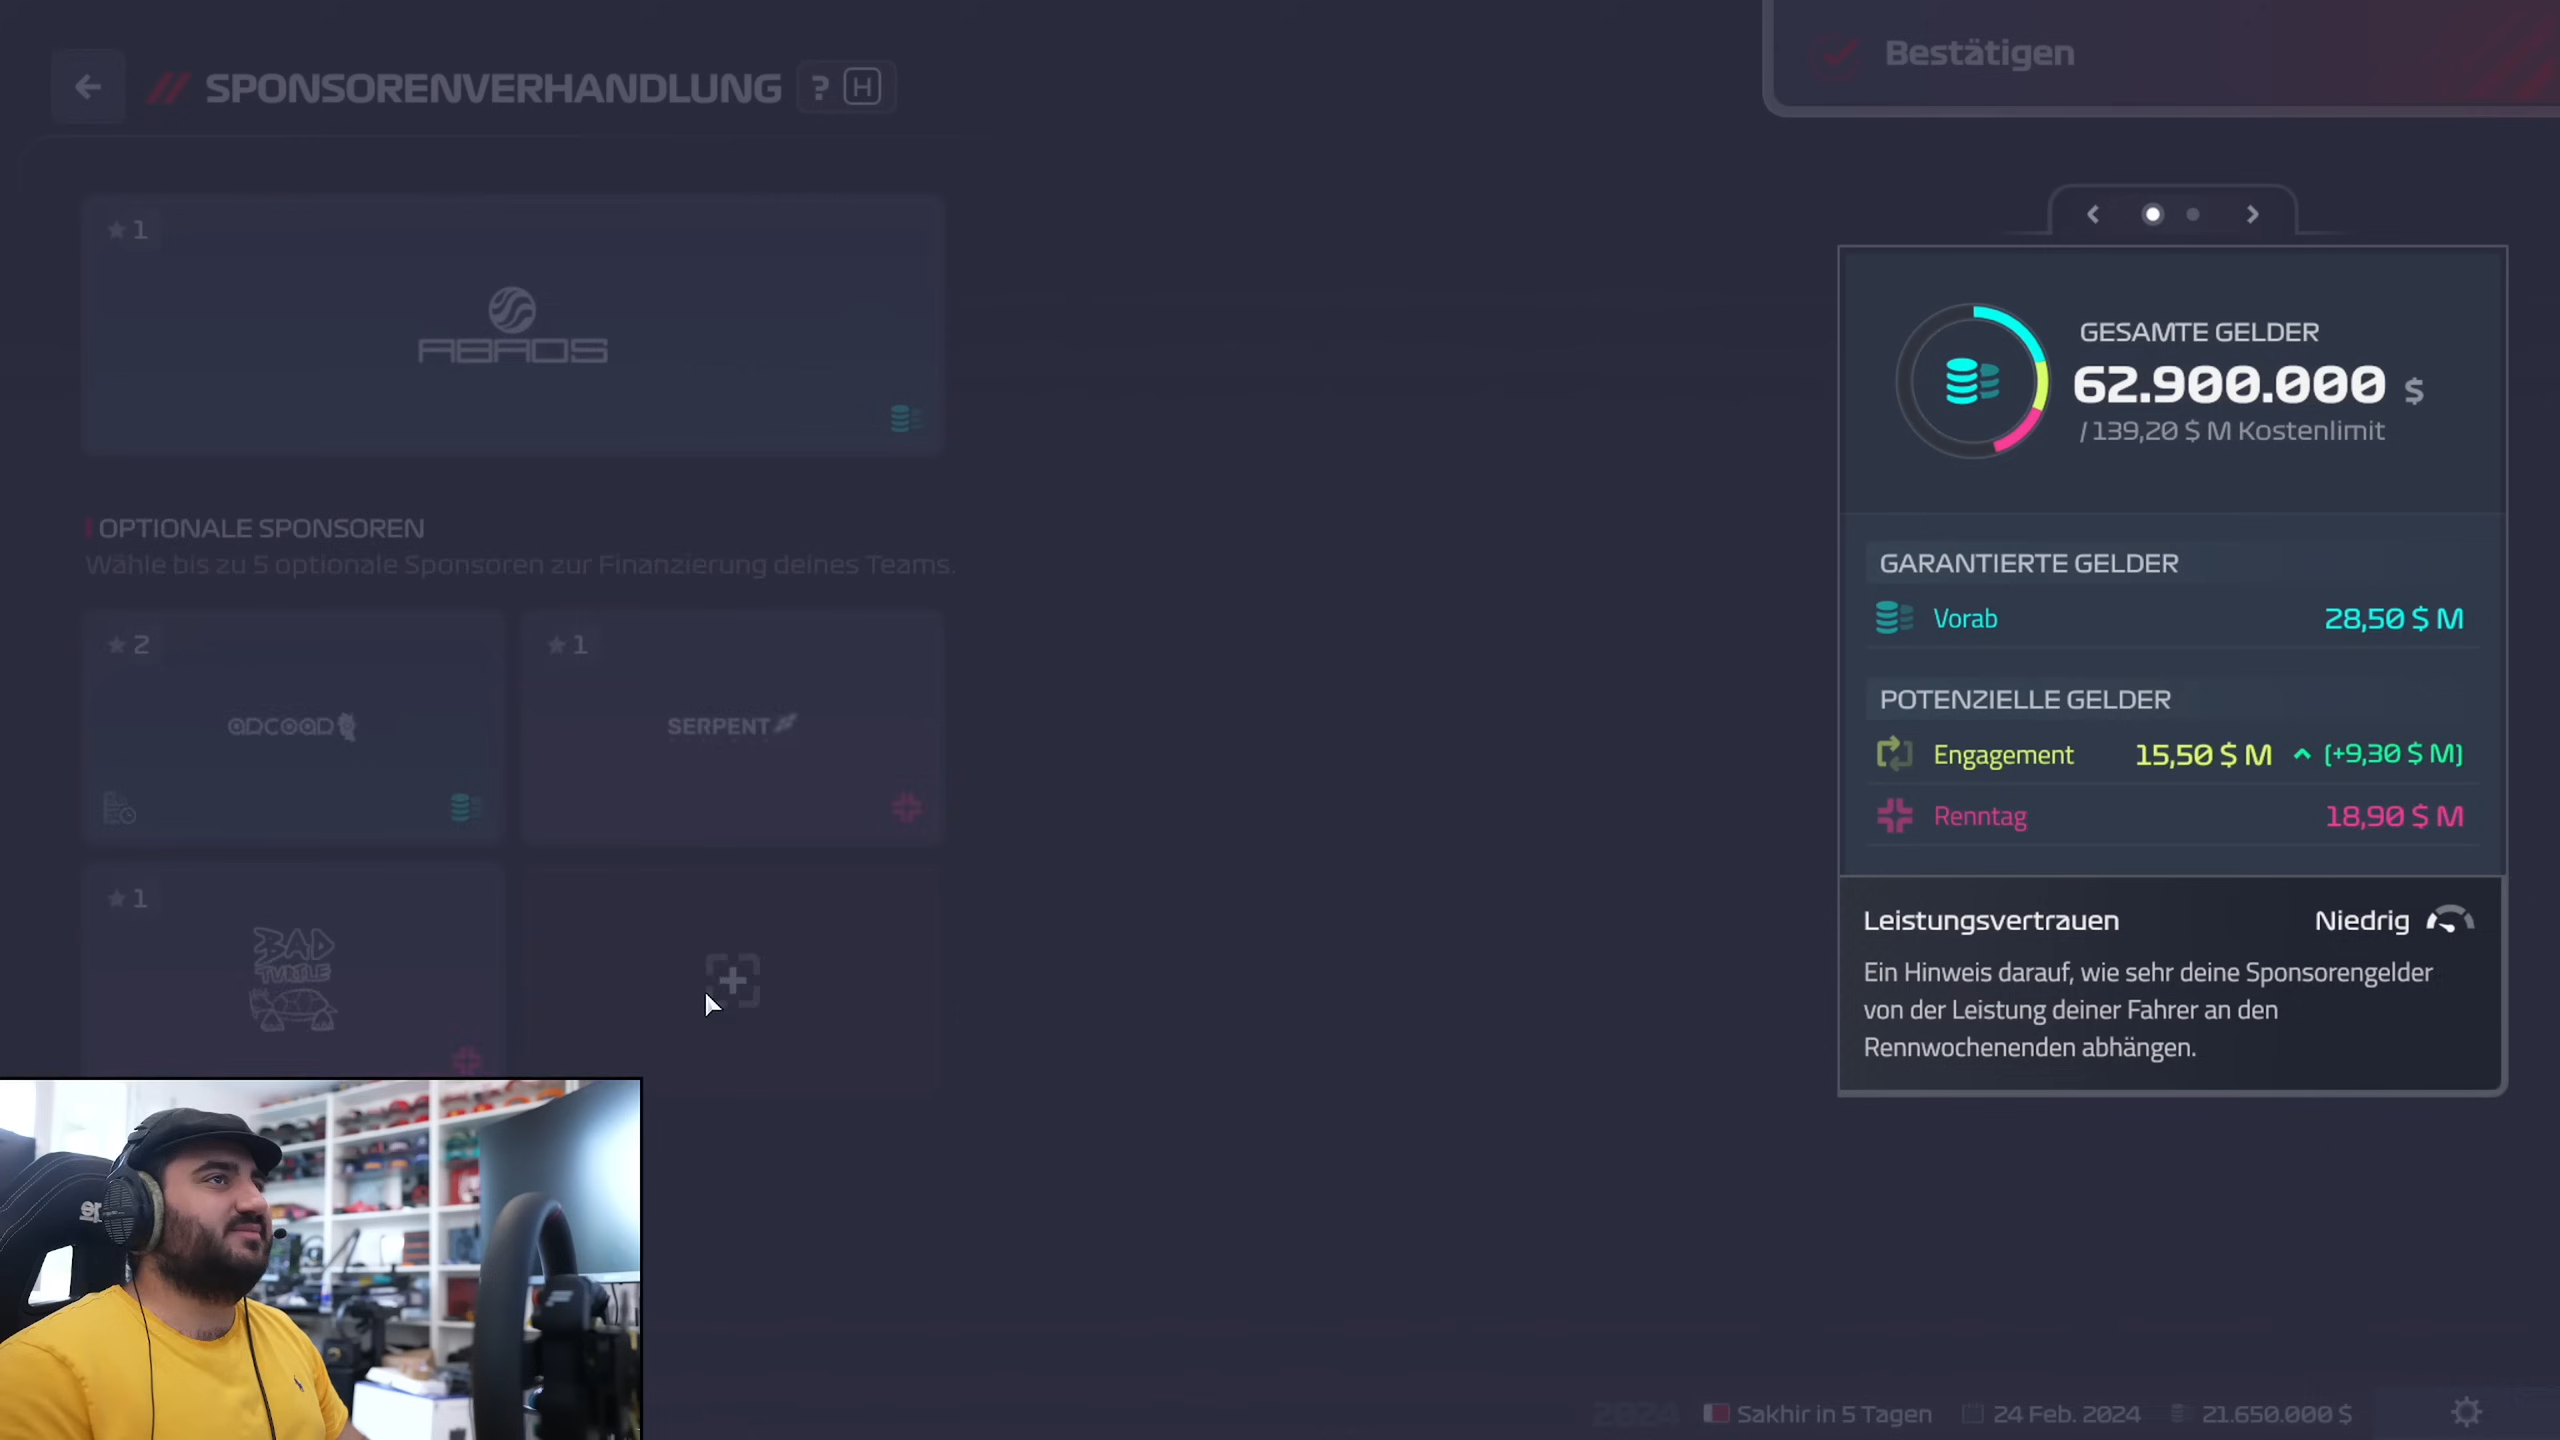 SPONSORENVERHANDLUNG ? H
Bestätigen
1
ABAOS
OPTIONALE SPONSOREN
Wähle bis zu 5 optionale Sponsoren zur Finanzierung deines Teams.
2
ADCOAD
1
SERPENT
1
BAD
TURTLE
GESAMTE GELDER
62.900.000 $
/ 139,20 $ M Kostenlimit
GARANTIERTE GELDER
Vorab 28,50 $ M
POTENZIELLE GELDER
Engagement 15,50 $ M (+9,30 $ M)
Renntag 18,90 $ M
Leistungsvertrauen Niedrig
Ein Hinweis darauf, wie sehr deine Sponsorengelder
von der Leistung deiner Fahrer an den
Rennwochenenden abhängen.
2024 Sakhir in 5 Tagen 24 Feb. 2024 21.650.000 $